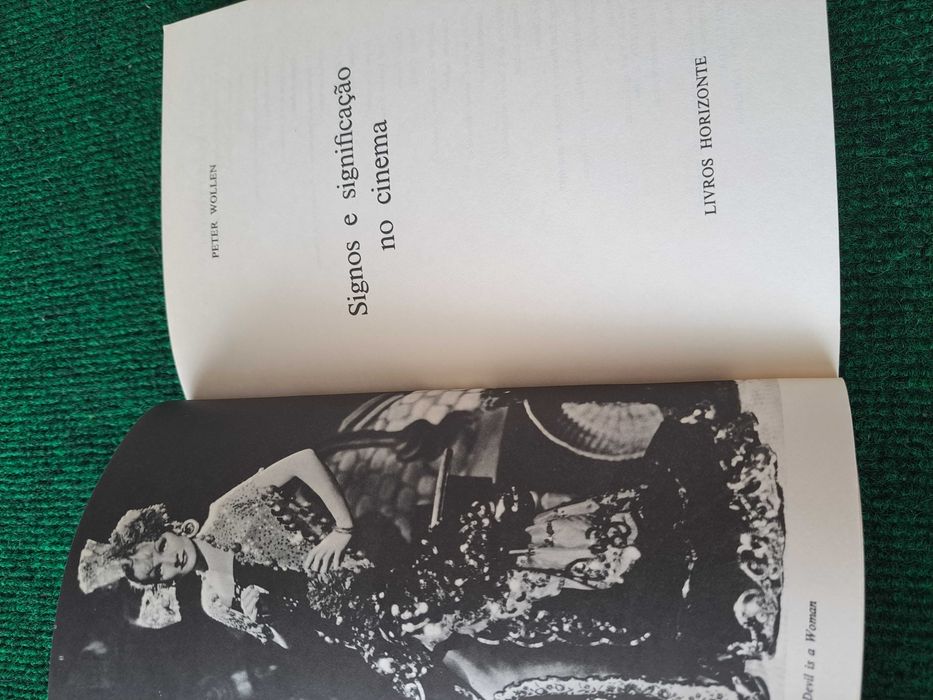 Devil is a Woman
PETER WOLLEN
Signos e significação
no cinema
LIVROS HORIZONTE